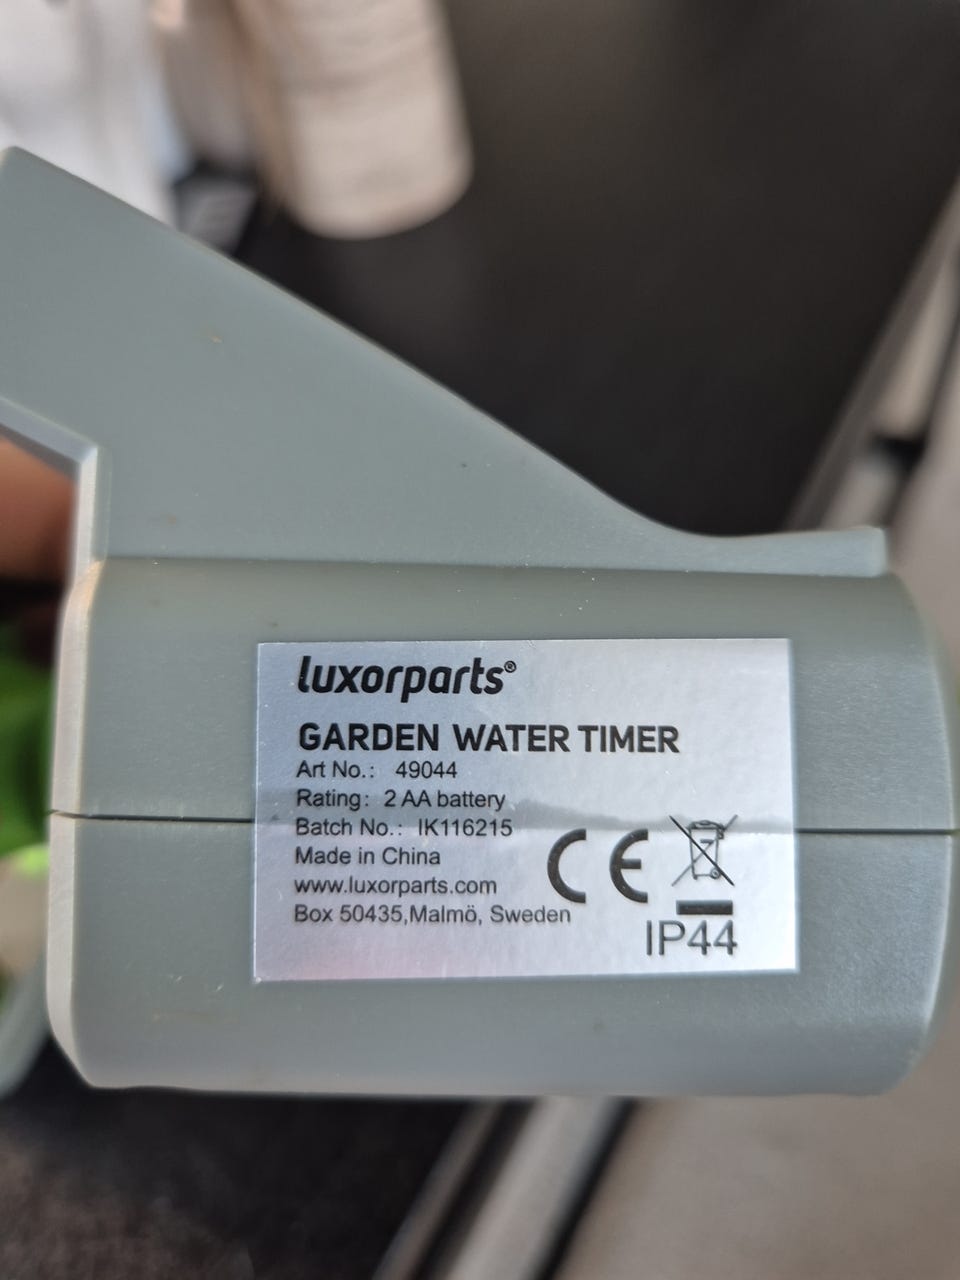 luxorparts®
GARDEN WATER TIMER
Art No.: 49044
Rating: 2 AA battery
Batch No.: IK116215
Made in China
www.luxorparts.com
Box 50435,Malmö, Sweden
CE
IP44